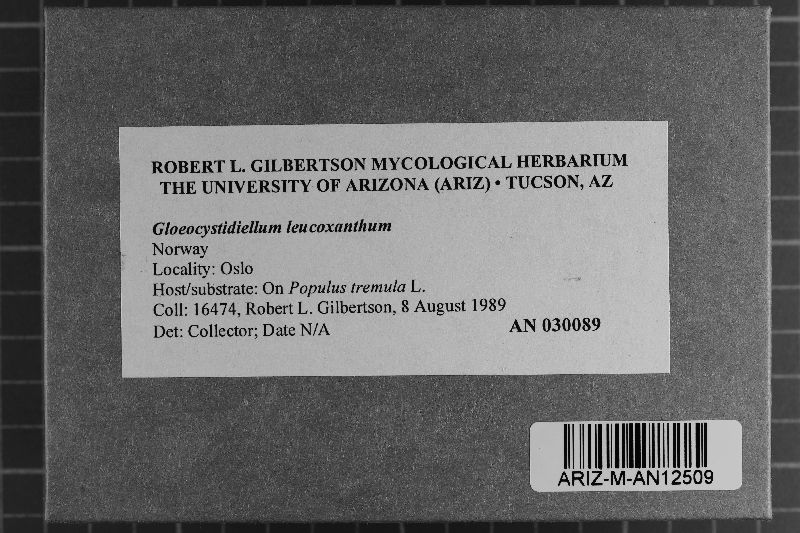 ROBERT L. GILBERTSON MYCOLOGICAL HERBARIUM
THE UNIVERSITY OF ARIZONA (ARIZ) • TUCSON, AZ
Gloeocystidiellum leucoxanthum
Norway
Locality: Oslo
Host/substrate: On Populus tremula L.
Coll: 16474, Robert L. Gilbertson, 8 August 1989
Det: Collector; Date N/A
AN 030089
ARIZ-M-AN12509